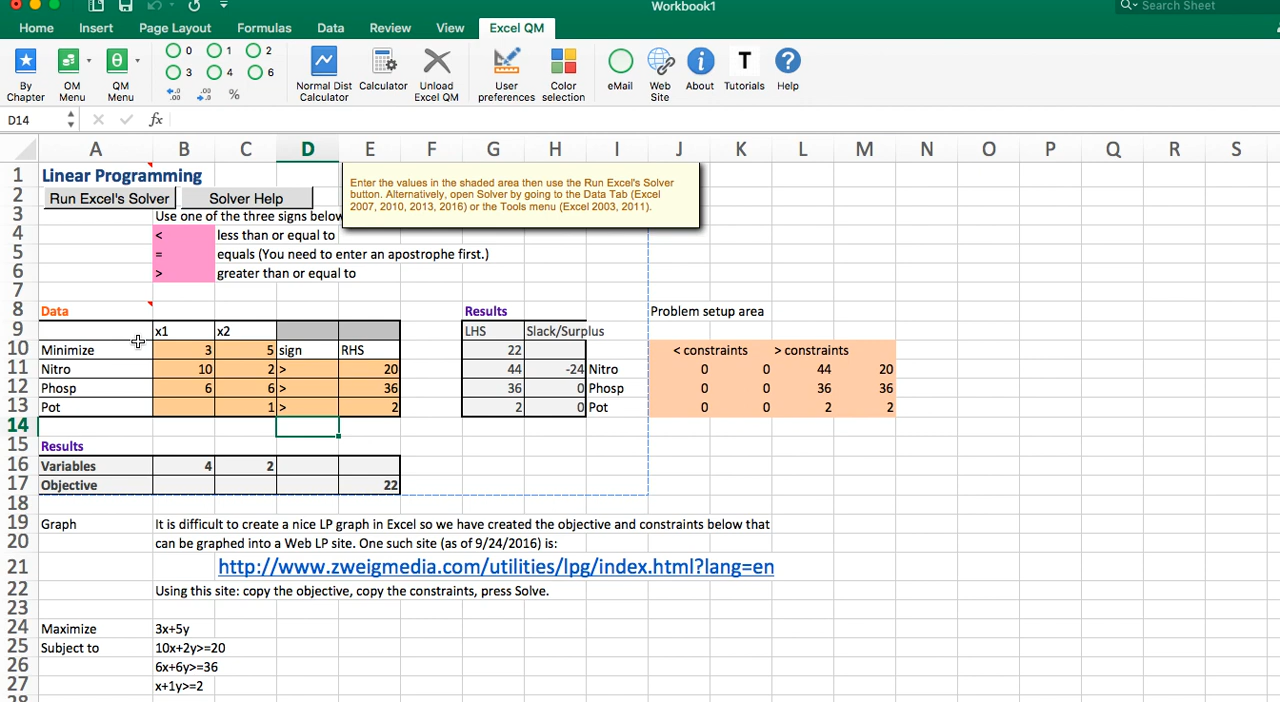 Workbook1
Search Sheet
Home Insert Page Layout Formulas Data Review View Excel QM
0 1 2
3 4 6
By Chapter
OM Menu
QM Menu
%
Normal Dist Calculator
Calculator
Unload Excel QM
User preferences
Color selection
eMail
Web Site
About
Tutorials
Help
D14 fx
A B C D E F G H I J K L M N O P Q R S
1 Linear Programming
2 Run Excel's Solver Solver Help
Enter the values in the shaded area then use the Run Excel's Solver
button. Alternatively, open Solver by going to the Data Tab (Excel
2007, 2010, 2013, 2016) or the Tools menu (Excel 2003, 2011).
3 Use one of the three signs below
4 < less than or equal to
5 = equals (You need to enter an apostrophe first.)
6 > greater than or equal to
7
8 Data Results Problem setup area
9 x1 x2 LHS Slack/Surplus
10 Minimize 3 5 sign RHS 22 < constraints > constraints
11 Nitro 10 2 > 20 44 -24 Nitro 0 0 44 20
12 Phosp 6 6 > 36 36 0 Phosp 0 0 36 36
13 Pot 1 > 2 2 0 Pot 0 0 2 2
14
15 Results
16 Variables 4 2
17 Objective 22
18
19 Graph It is difficult to create a nice LP graph in Excel so we have created the objective and constraints below that
20 can be graphed into a Web LP site. One such site (as of 9/24/2016) is:
21 http://www.zweigmedia.com/utilities/lpg/index.html?lang=en
22 Using this site: copy the objective, copy the constraints, press Solve.
23
24 Maximize 3x+5y
25 Subject to 10x+2y>=20
26 6x+6y>=36
27 x+1y>=2
28